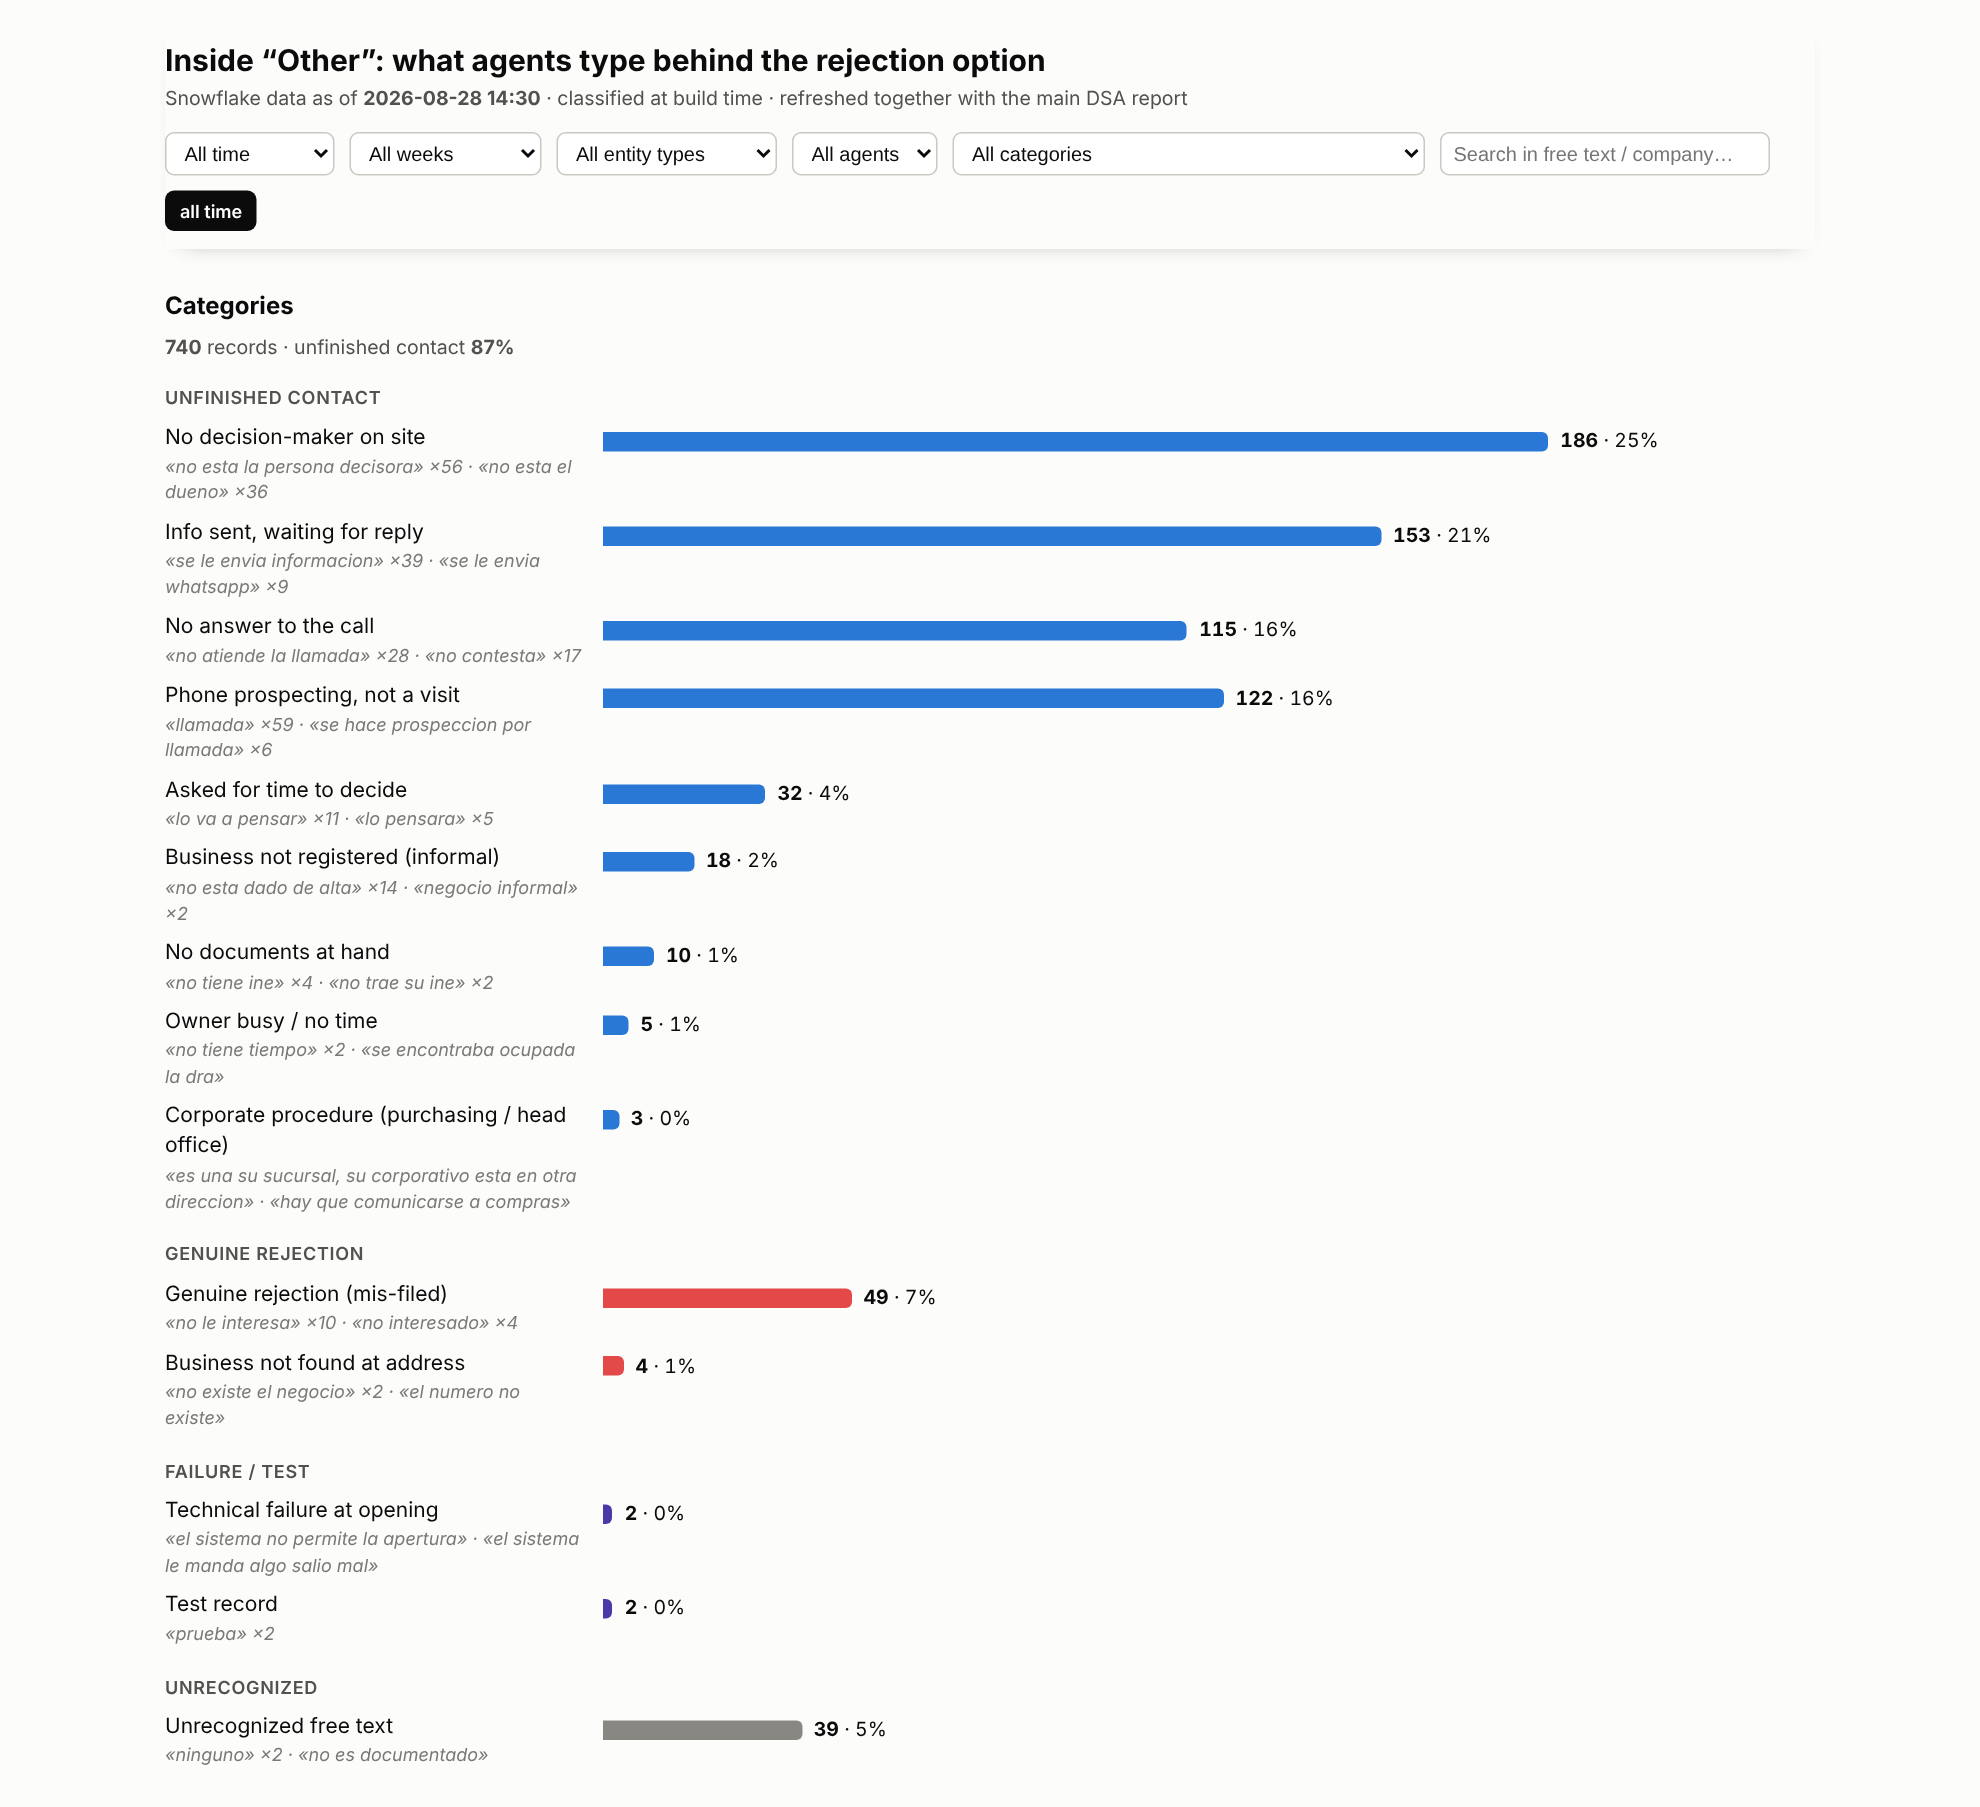 Inside “Other”: what agents type behind the rejection option
Snowflake data as of 2026-08-28 14:30 · classified at build time · refreshed together with the main DSA report
All time All weeks All entity types All agents All categories Search in free text / company…
all time
Categories
740 records · unfinished contact 87%
UNFINISHED CONTACT
No decision-maker on site 186 · 25%
«no esta la persona decisora» ×56 · «no esta el
dueno» ×36
Info sent, waiting for reply 153 · 21%
«se le envia informacion» ×39 · «se le envia
whatsapp» ×9
No answer to the call 115 · 16%
«no atiende la llamada» ×28 · «no contesta» ×17
Phone prospecting, not a visit 122 · 16%
«llamada» ×59 · «se hace prospeccion por
llamada» ×6
Asked for time to decide 32 · 4%
«lo va a pensar» ×11 · «lo pensara» ×5
Business not registered (informal) 18 · 2%
«no esta dado de alta» ×14 · «negocio informal»
×2
No documents at hand 10 · 1%
«no tiene ine» ×4 · «no trae su ine» ×2
Owner busy / no time 5 · 1%
«no tiene tiempo» ×2 · «se encontraba ocupada
la dra»
Corporate procedure (purchasing / head 3 · 0%
office)
«es una su sucursal, su corporativo esta en otra
direccion» · «hay que comunicarse a compras»
GENUINE REJECTION
Genuine rejection (mis-filed) 49 · 7%
«no le interesa» ×10 · «no interesado» ×4
Business not found at address 4 · 1%
«no existe el negocio» ×2 · «el numero no
existe»
FAILURE / TEST
Technical failure at opening 2 · 0%
«el sistema no permite la apertura» · «el sistema
le manda algo salio mal»
Test record 2 · 0%
«prueba» ×2
UNRECOGNIZED
Unrecognized free text 39 · 5%
«ninguno» ×2 · «no es documentado»